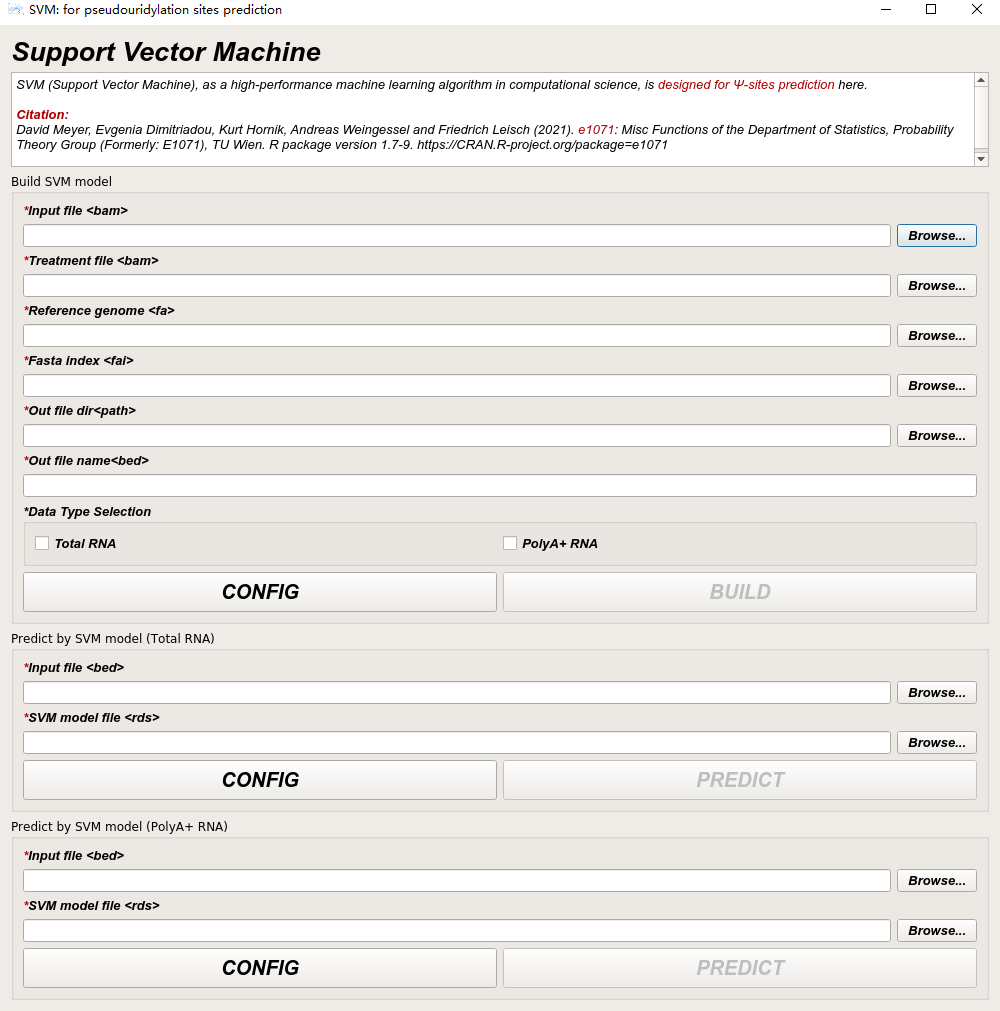 SVM: for pseudouridylation sites prediction
Support Vector Machine
SVM (Support Vector Machine), as a high-performance machine learning algorithm in computational science, is designed for Ψ-sites prediction here.
Citation:
David Meyer, Evgenia Dimitriadou, Kurt Hornik, Andreas Weingessel and Friedrich Leisch (2021). e1071: Misc Functions of the Department of Statistics, Probability
Theory Group (Formerly: E1071), TU Wien. R package version 1.7-9. https://CRAN.R-project.org/package=e1071
Build SVM model
*Input file <bam>
Browse...
*Treatment file <bam>
Browse...
*Reference genome <fa>
Browse...
*Fasta index <fai>
Browse...
*Out file dir<path>
Browse...
*Out file name<bed>
*Data Type Selection
Total RNA PolyA+ RNA
CONFIG BUILD
Predict by SVM model (Total RNA)
*Input file <bed>
Browse...
*SVM model file <rds>
Browse...
CONFIG PREDICT
Predict by SVM model (PolyA+ RNA)
*Input file <bed>
Browse...
*SVM model file <rds>
Browse...
CONFIG PREDICT